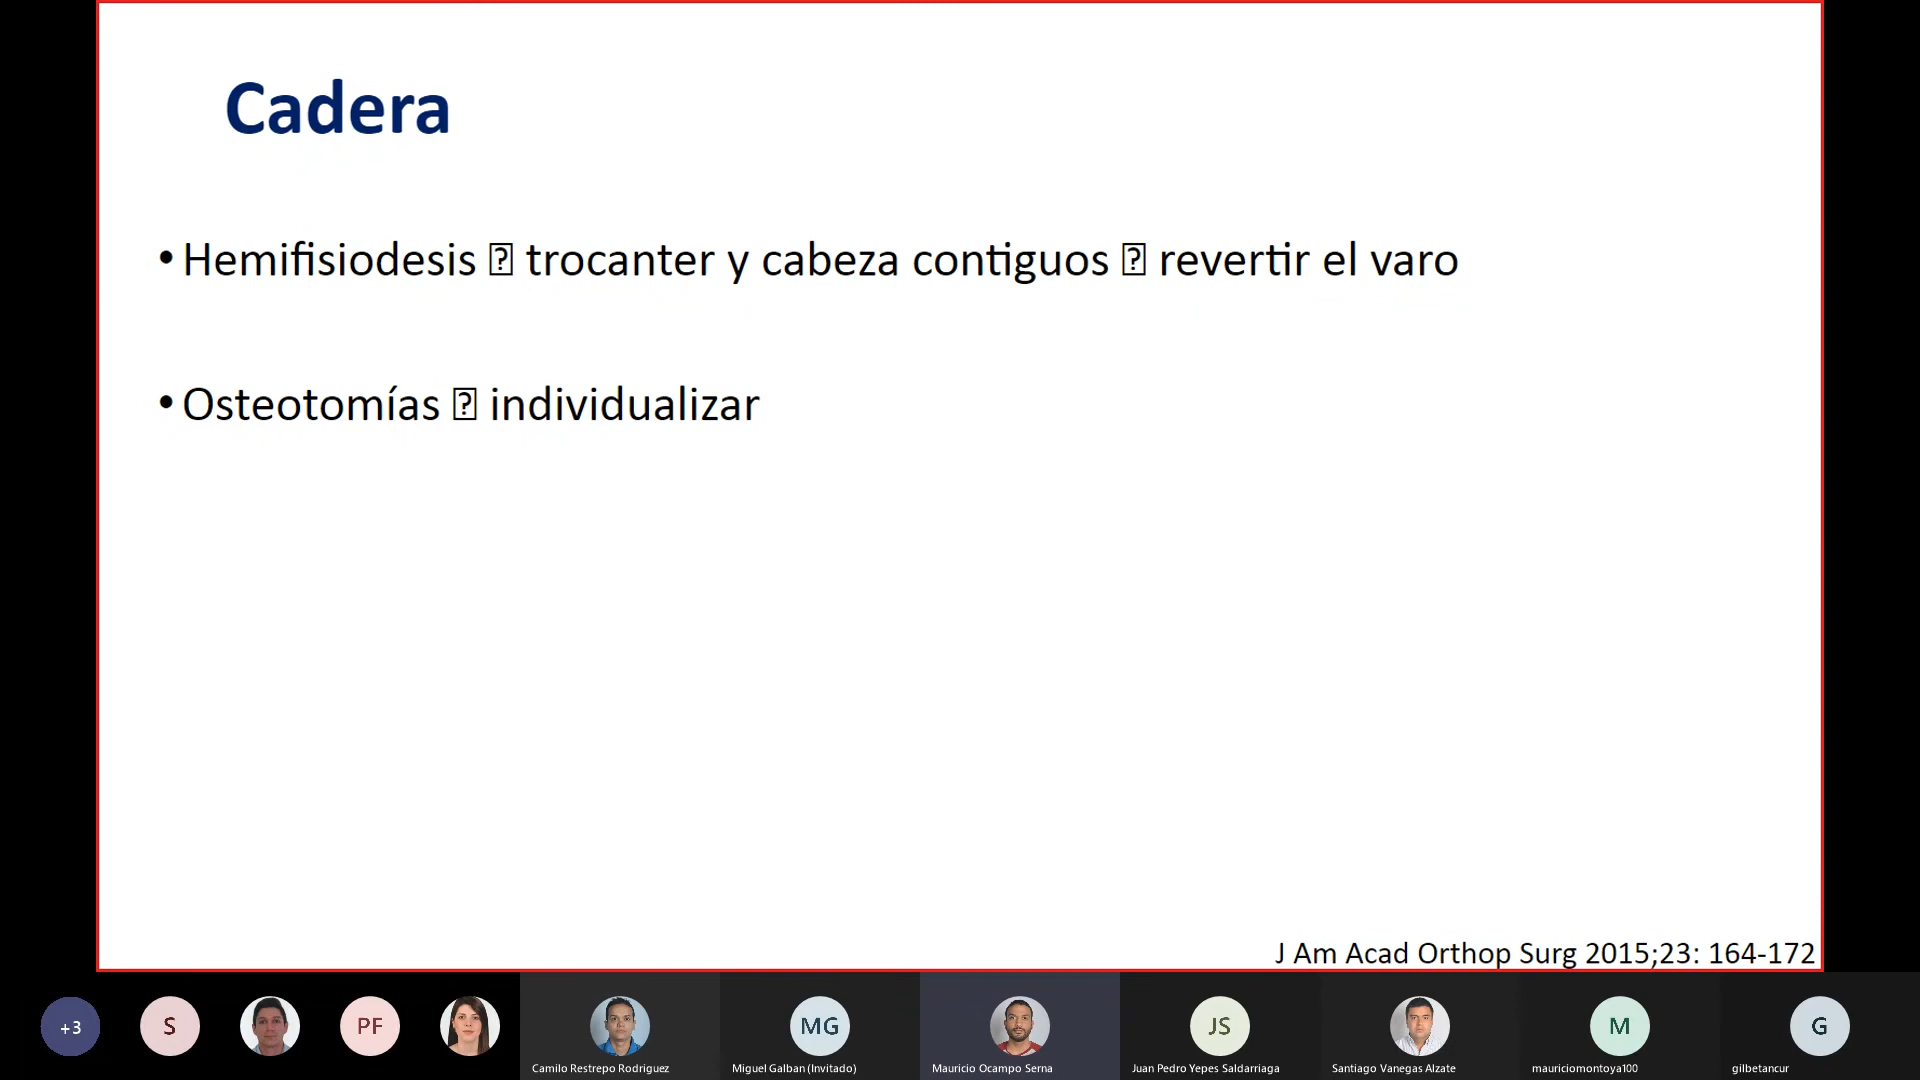 Cadera
• Hemifisiodesis ⍰ trocanter y cabeza contiguos ⍰ revertir el varo
• Osteotomías ⍰ individualizar
J Am Acad Orthop Surg 2015;23: 164-172
+3
S
PF
MG
JS
M
G
Camilo Restrepo Rodriguez
Miguel Galban (Invitado)
Mauricio Ocampo Serna
Juan Pedro Yepes Saldarriaga
Santiago Vanegas Alzate
mauriciomontoya100
gilbetancur